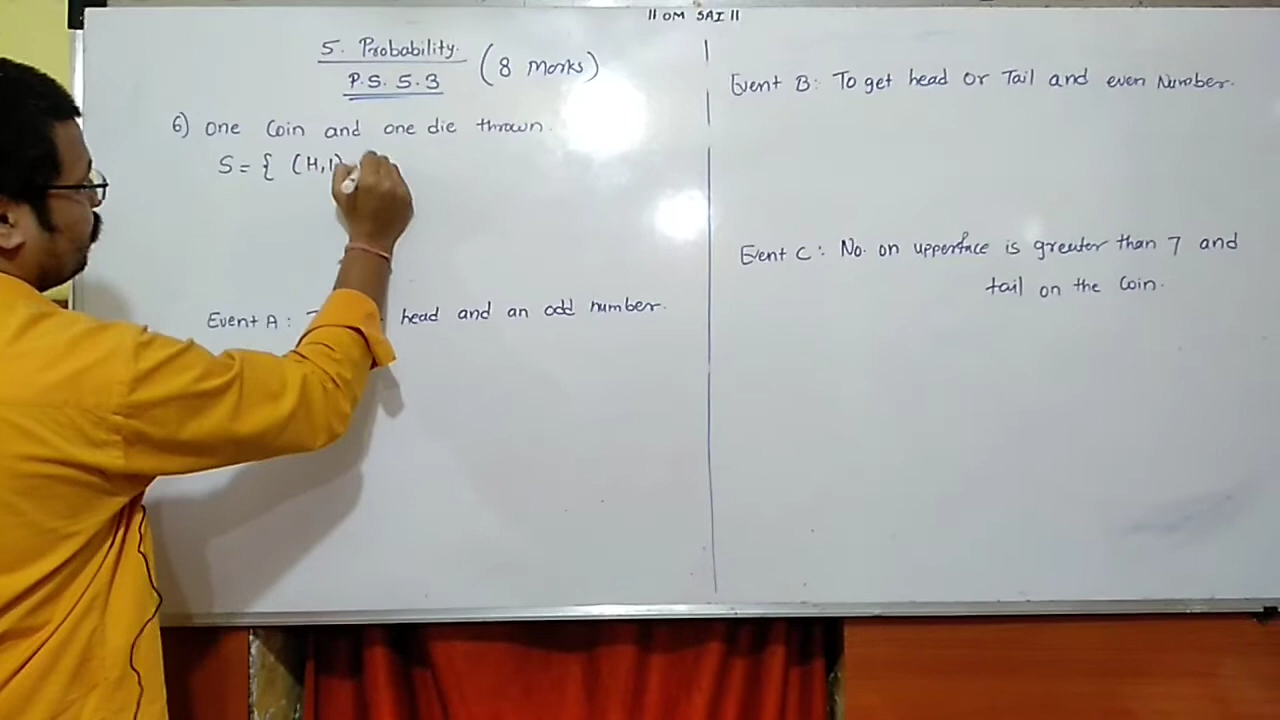 || OM SAI ||
5. Probability.
P.S. 5.3 (8 Marks)
6) One Coin and one die thrown.
S = { (H,1)
Event A: head and an odd number.
Event B: To get head or Tail and even Number.
Event C: No. on upperface is greater than 7 and
tail on the Coin.